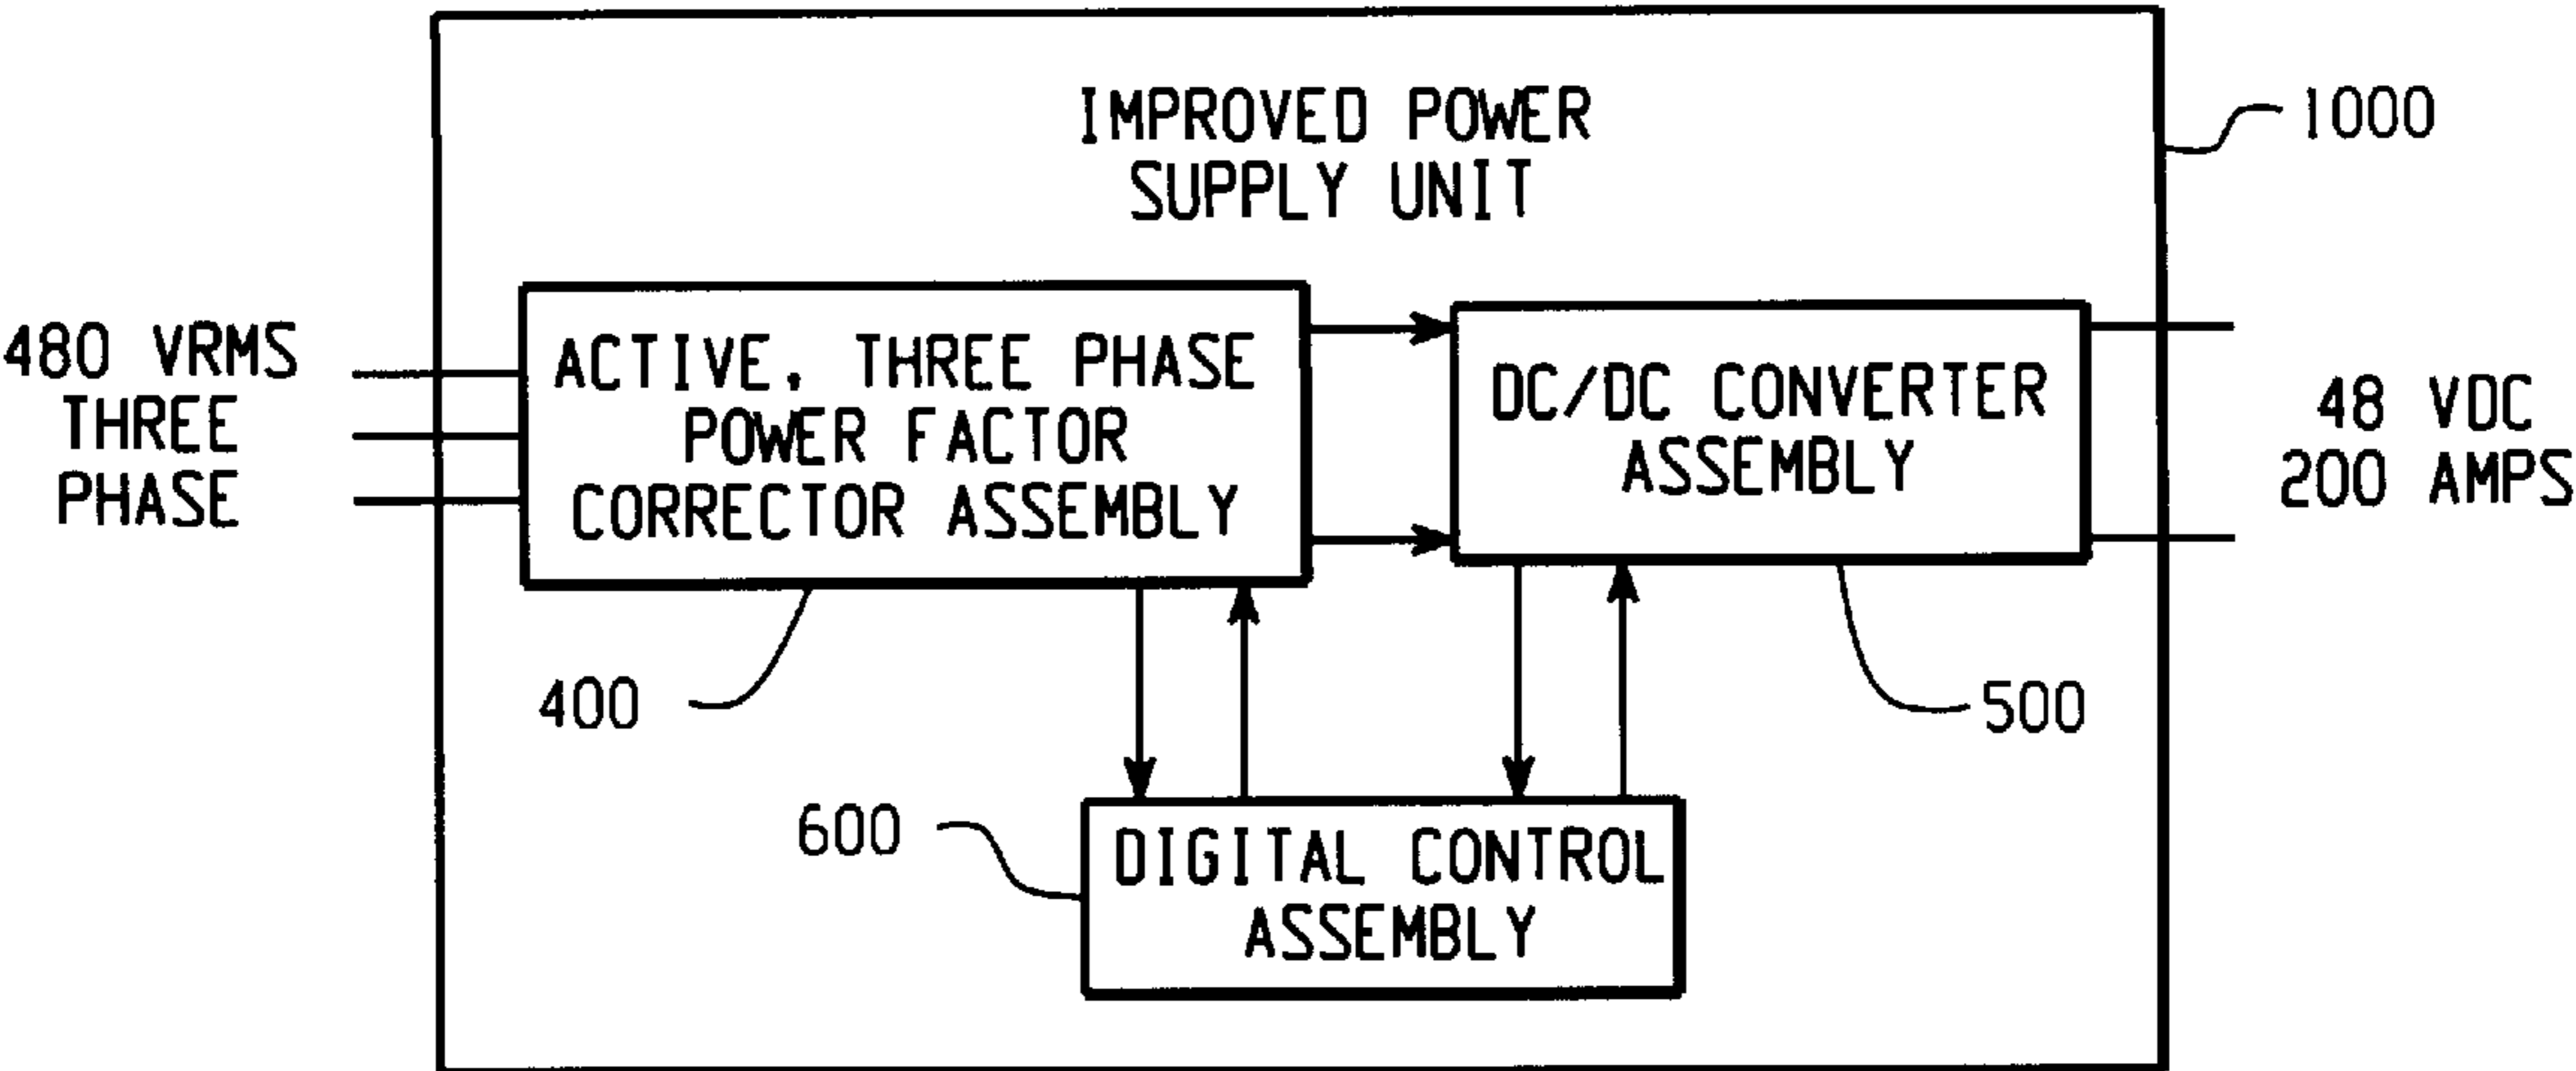 IMPROVED POWER
SUPPLY UNIT
1000
480 VRMS
THREE
PHASE
ACTIVE, THREE PHASE
POWER FACTOR
CORRECTOR ASSEMBLY
DC/DC CONVERTER
ASSEMBLY
48 VDC
200 AMPS
400
500
600
DIGITAL CONTROL
ASSEMBLY